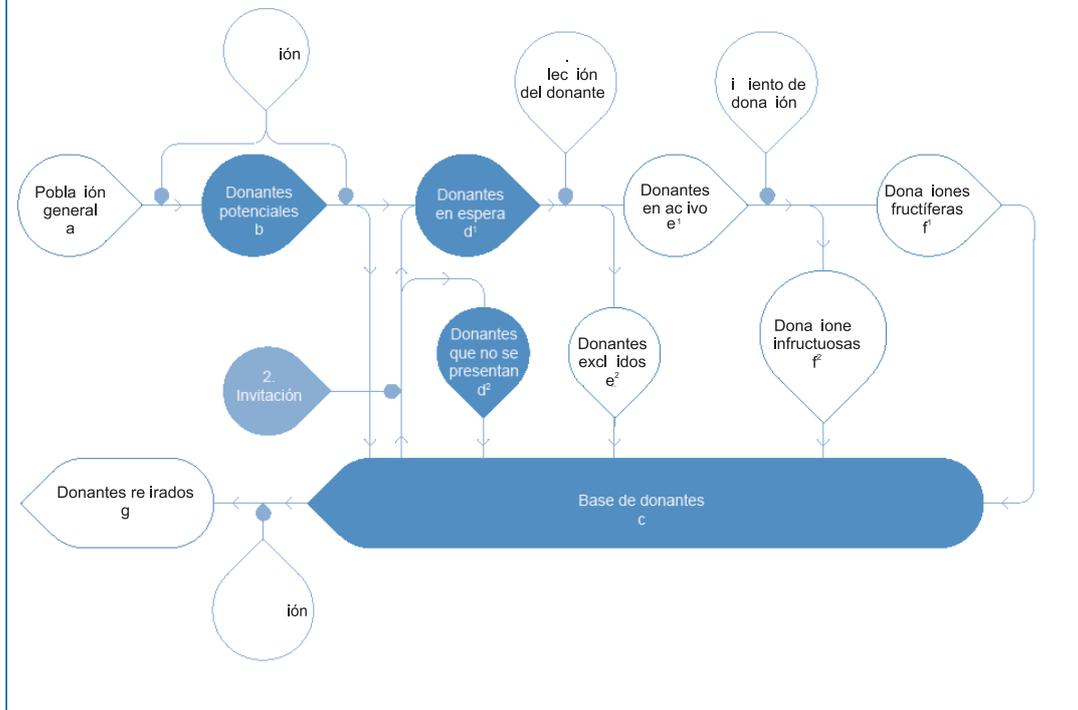 ión
.
lec ión
del donante
i iento de
dona ión
Pobla ión
general
a
Donantes
potenciales
b
Donantes
en espera
d¹
Donantes
en ac ivo
e¹
Dona iones
fructíferas
f¹
Donantes
que no se
presentan
d²
Donantes
excl idos
e²
Dona ione
infructuosas
f²
2.
Invitación
Donantes re irados
g
Base de donantes
c
ión